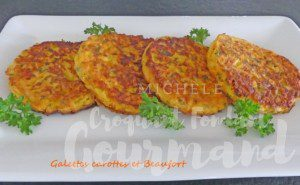 MICHELE
Croquant Fondant
Gourmand
Galettes carottes et Beaufort